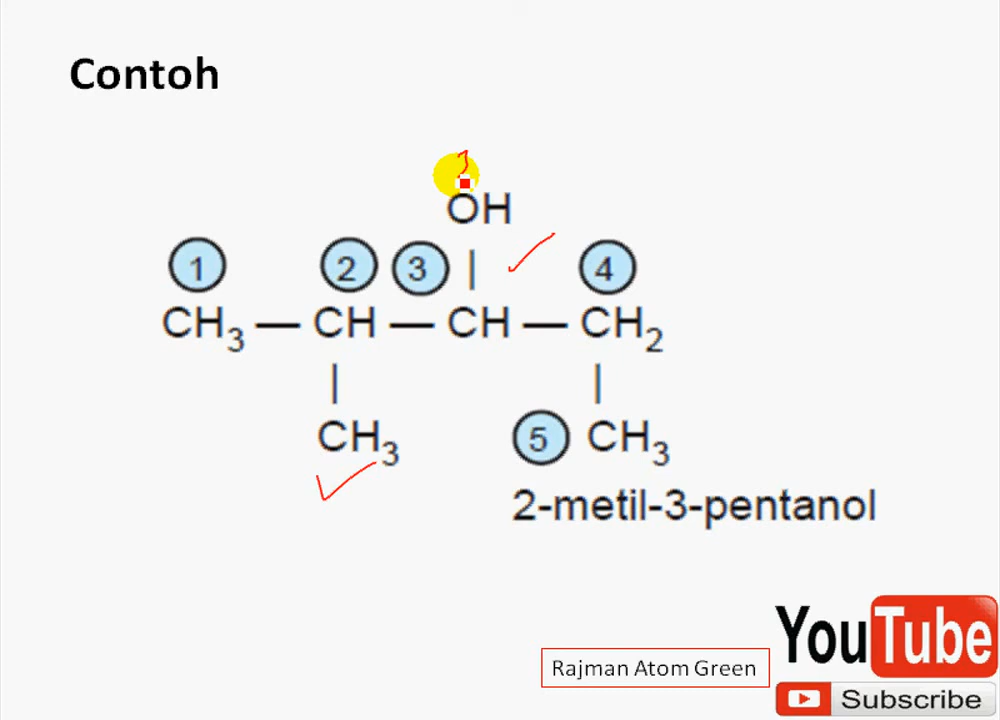 Contoh
OH
1 2 3 | 4
CH₃ — CH — CH — CH₂
| |
CH₃ 5 CH₃
2-metil-3-pentanol
YouTube
Rajman Atom Green
Subscribe